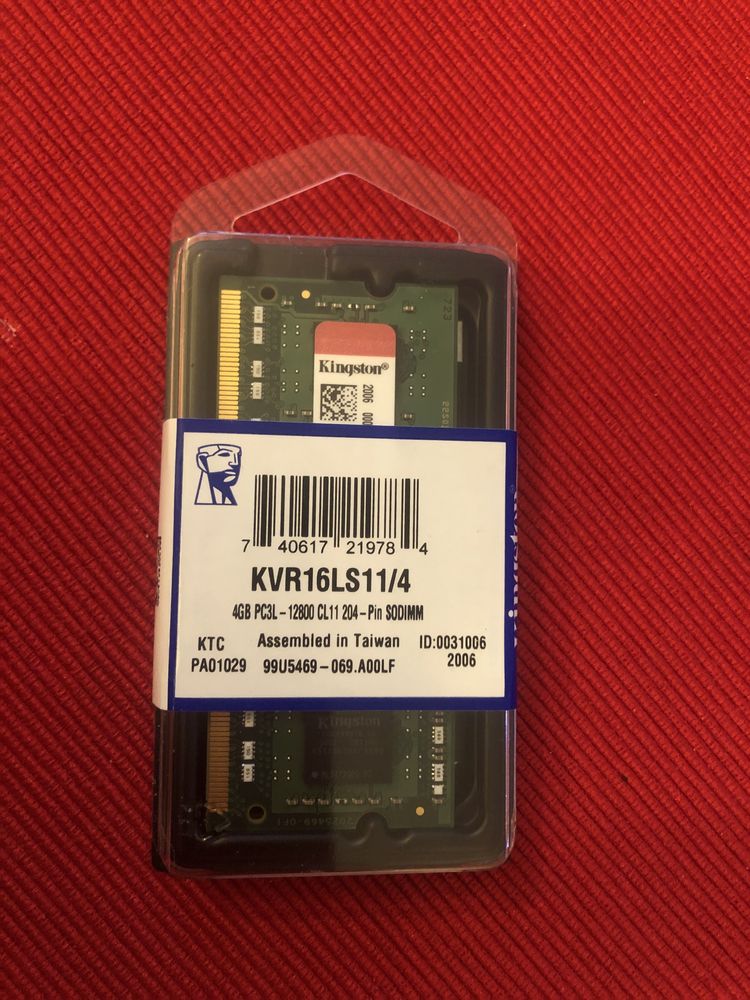 723
Kingston®
2006
7 40617 21978 4
KVR16LS11/4
4GB PC3L-12800 CL11 204-Pin SODIMM
KTC Assembled in Taiwan ID:0031006
PA01029 99U5469-069.A00LF 2006
Kingston